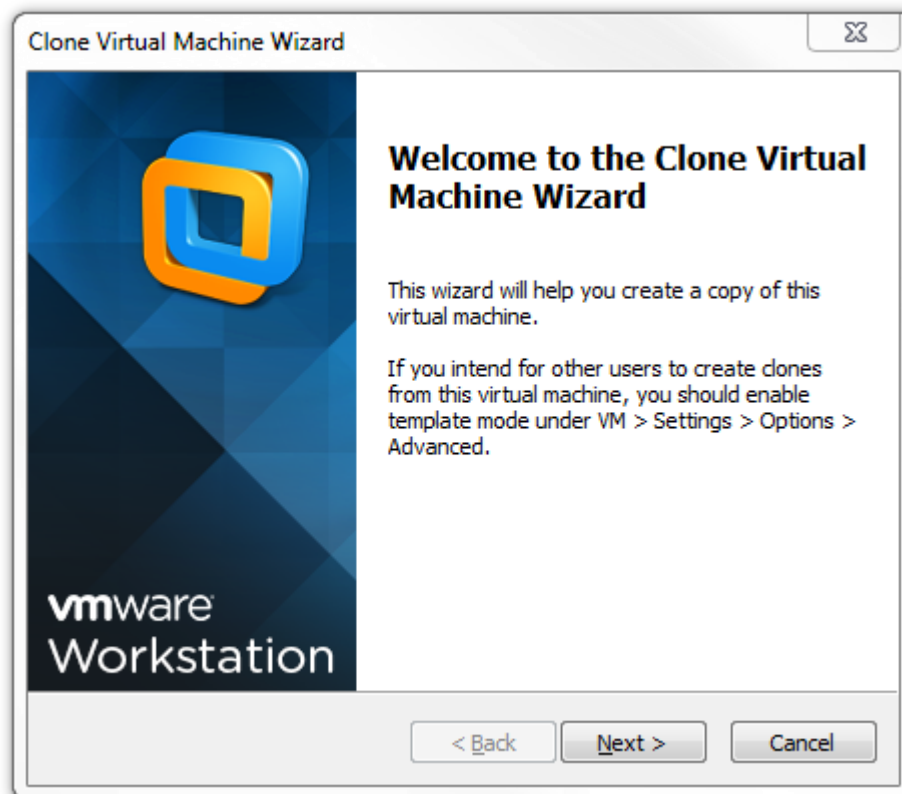 Clone Virtual Machine Wizard
Welcome to the Clone Virtual
Machine Wizard
This wizard will help you create a copy of this
virtual machine.
If you intend for other users to create clones
from this virtual machine, you should enable
template mode under VM > Settings > Options >
Advanced.
vmware
Workstation
< Back
Next >
Cancel